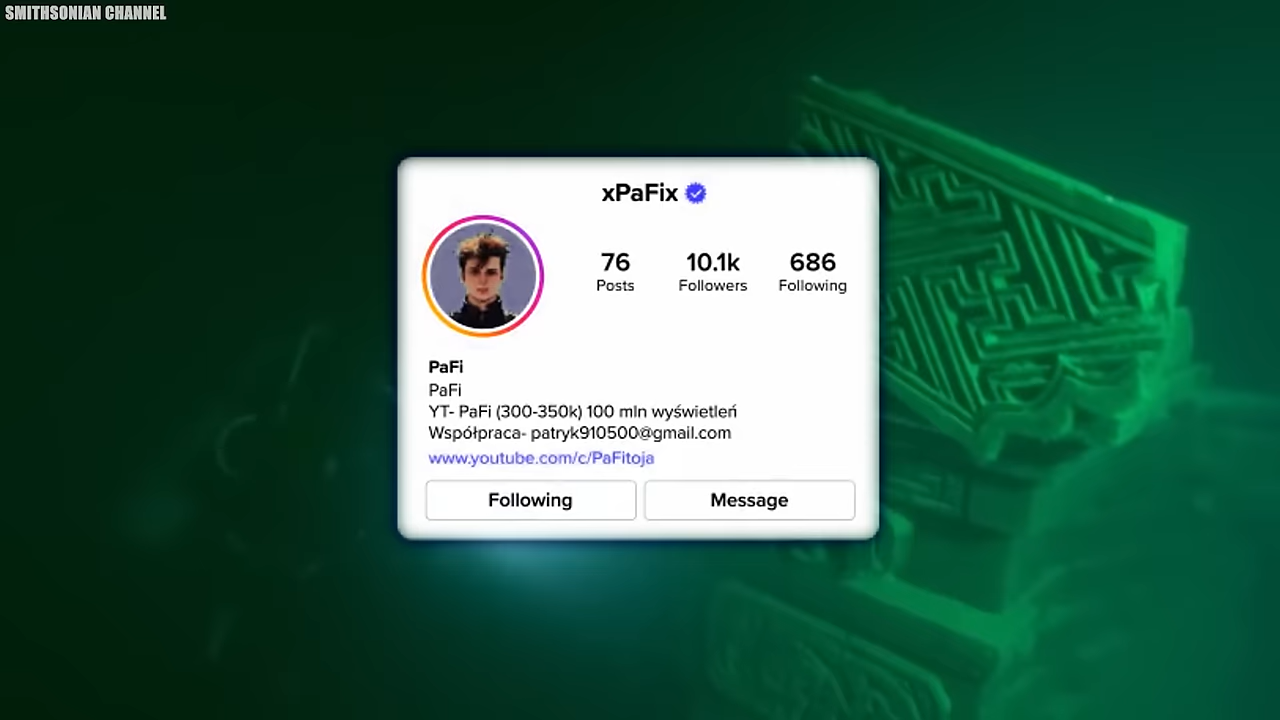 SMITHSONIAN CHANNEL
xPaFix
76 10.1k 686
Posts Followers Following
PaFi
PaFi
YT- PaFi (300-350k) 100 mln wyświetleń
Współpraca- patryk910500@gmail.com
www.youtube.com/c/PaFitoja
Following Message